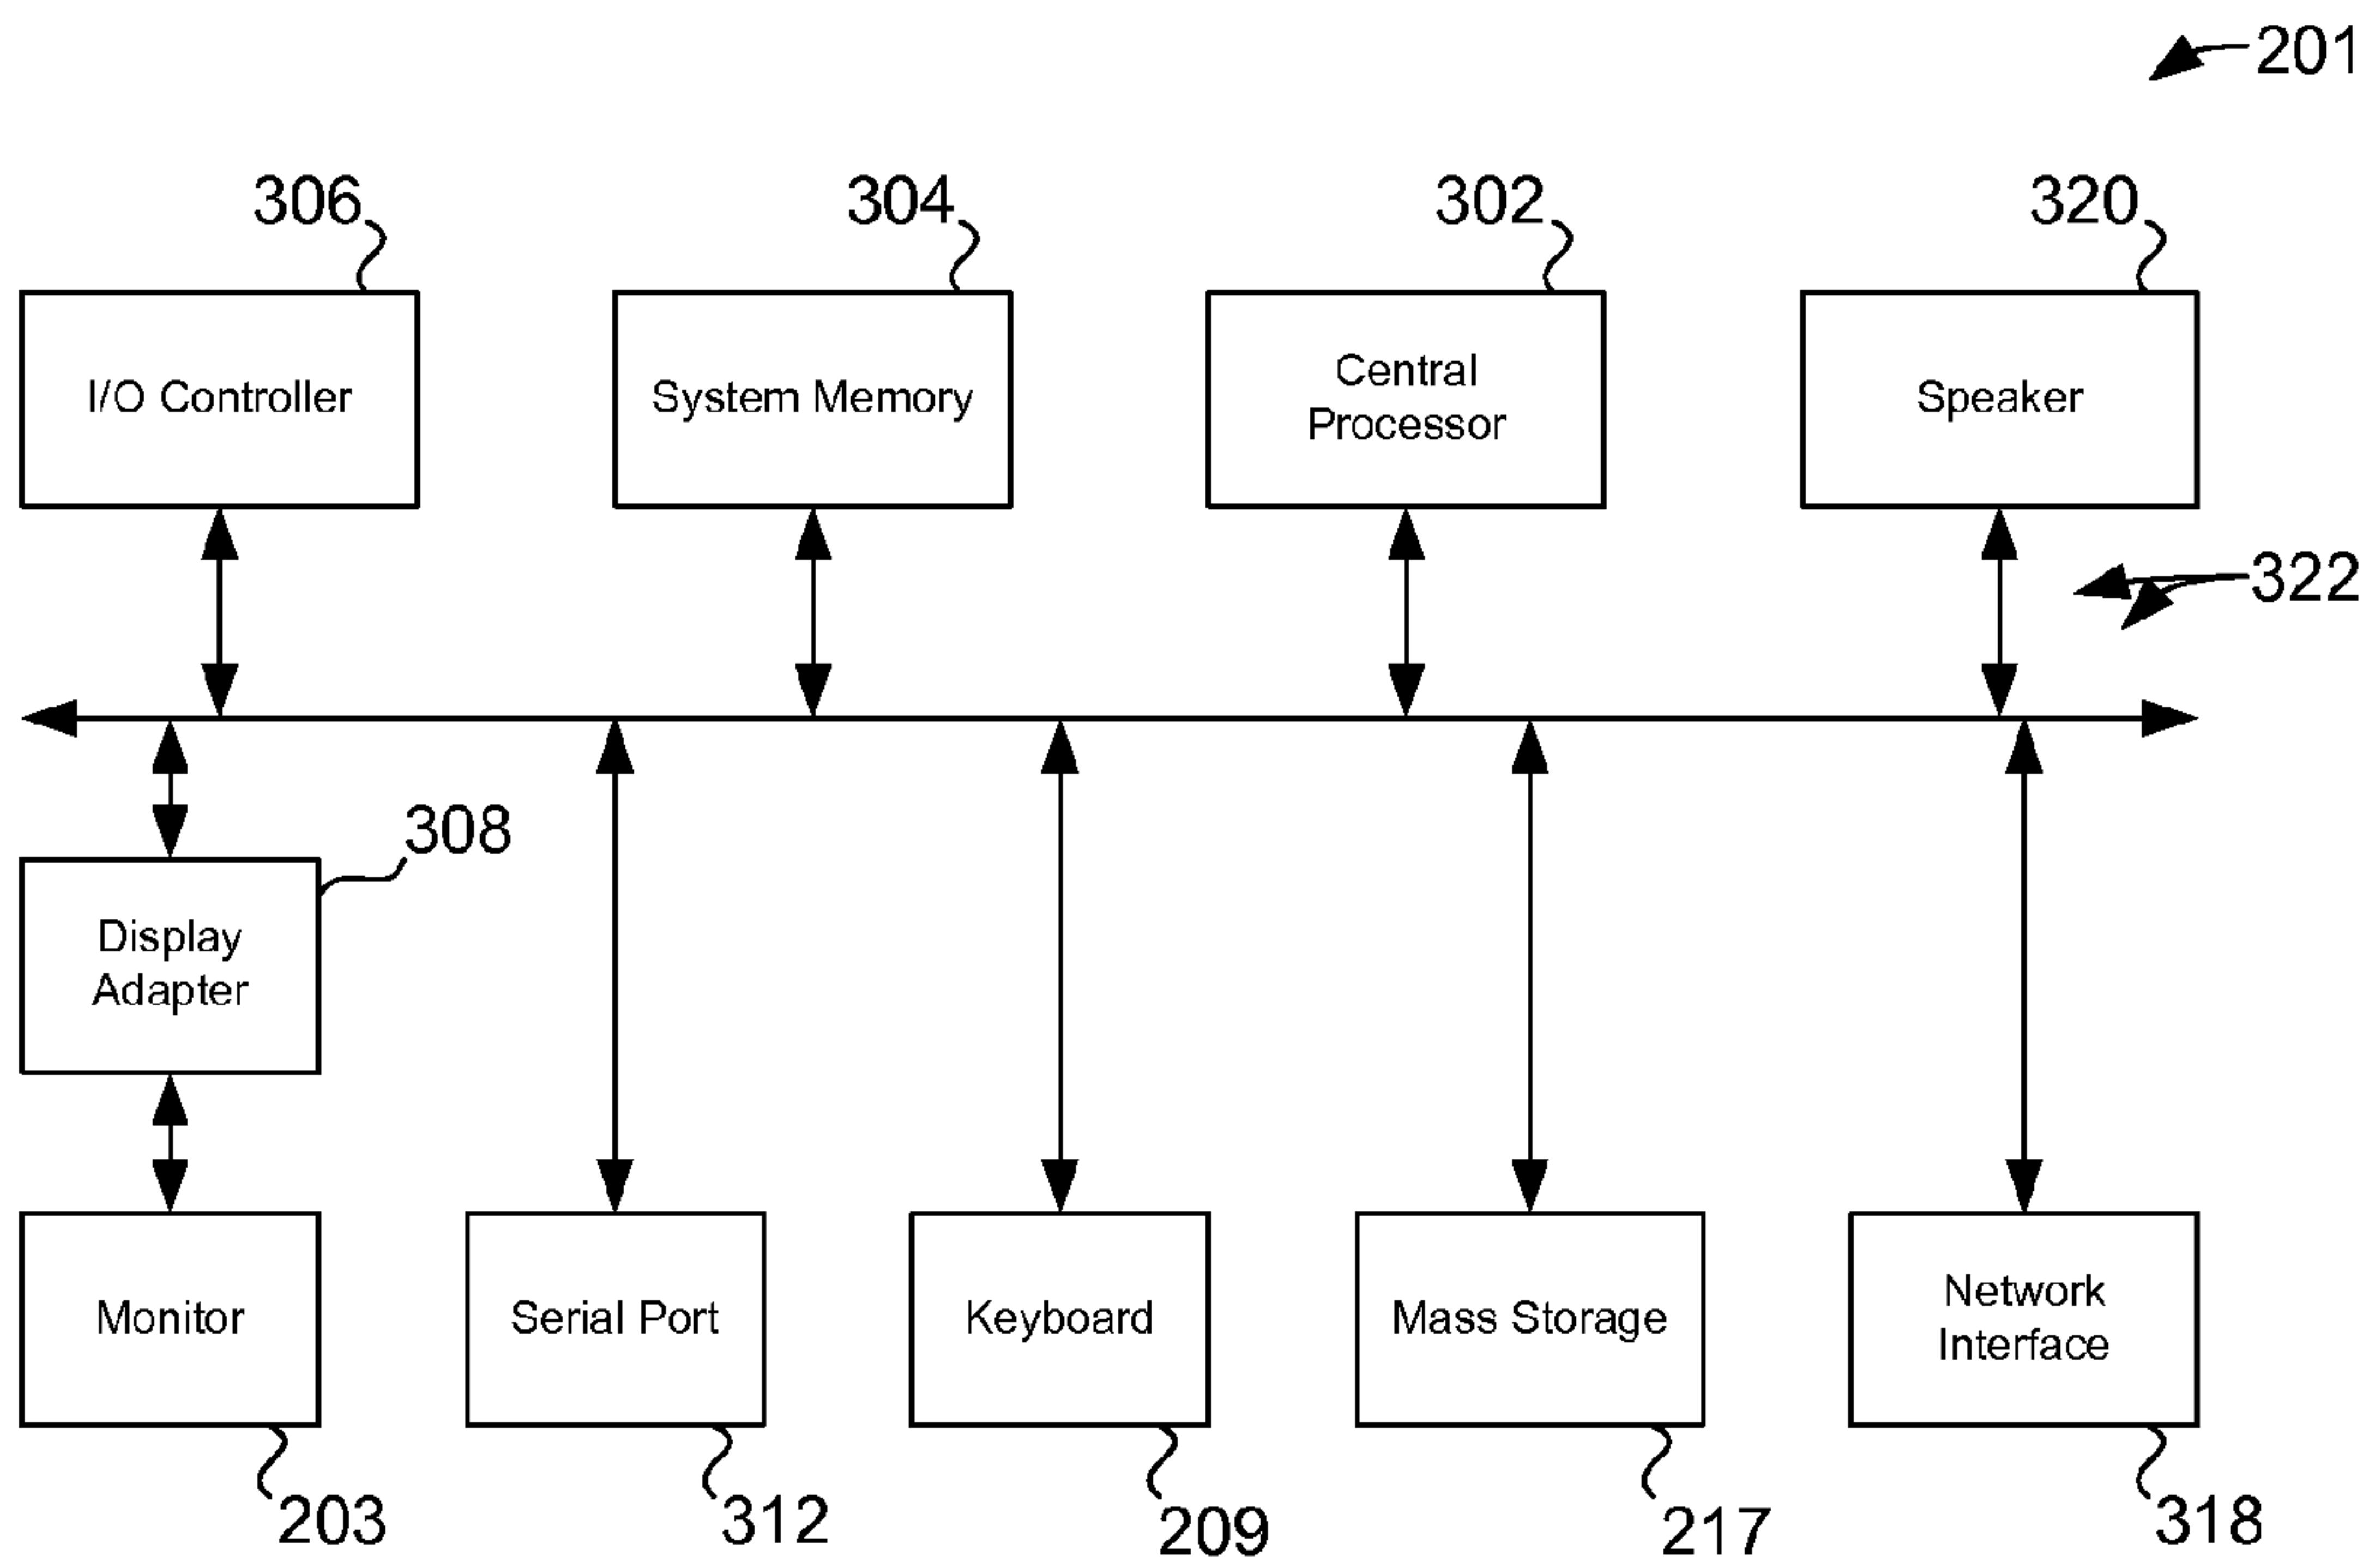 201
306
304
302
320
I/O Controller
System Memory
Central
Processor
Speaker
322
308
Display
Adapter
Monitor
Serial Port
Keyboard
Mass Storage
Network
Interface
203
312
209
217
318